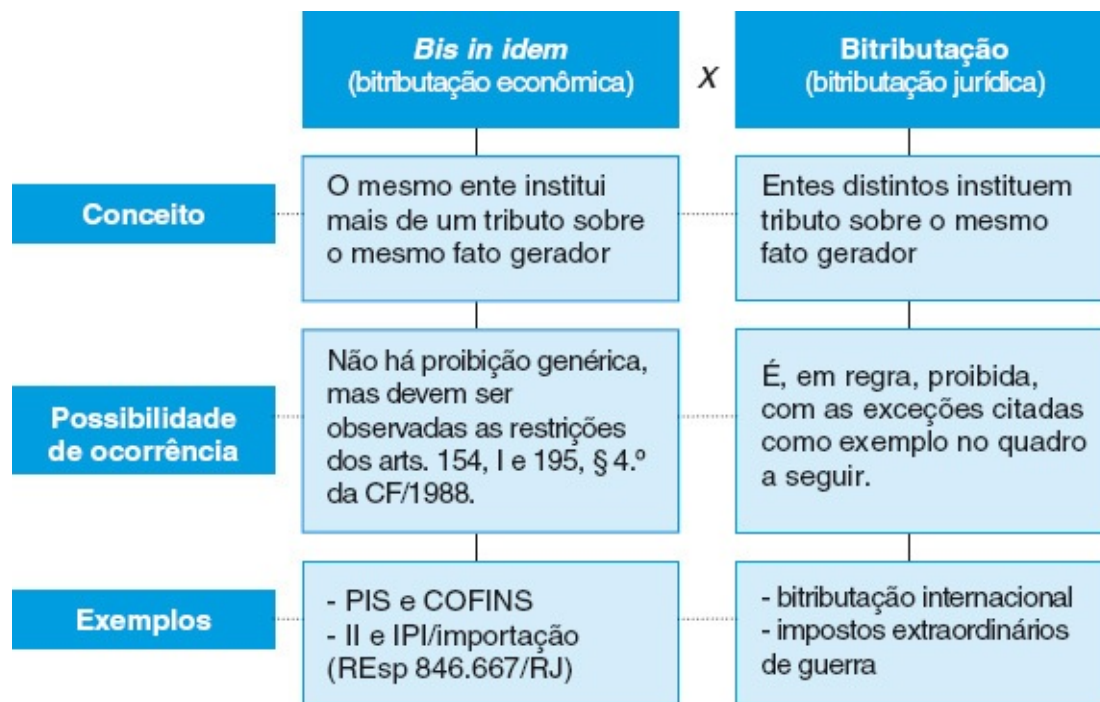 Bis in idem
(bitributação econômica)
X
Bitributação
(bitributação jurídica)
Conceito
O mesmo ente institui
mais de um tributo sobre
o mesmo fato gerador
Entes distintos instituem
tributo sobre o mesmo
fato gerador
Possibilidade
de ocorrência
Não há proibição genérica,
mas devem ser
observadas as restrições
dos arts. 154, I e 195, § 4.º
da CF/1988.
É, em regra, proibida,
com as exceções citadas
como exemplo no quadro
a seguir.
Exemplos
- PIS e COFINS
- II e IPI/importação
(REsp 846.667/RJ)
- bitributação internacional
- impostos extraordinários
de guerra